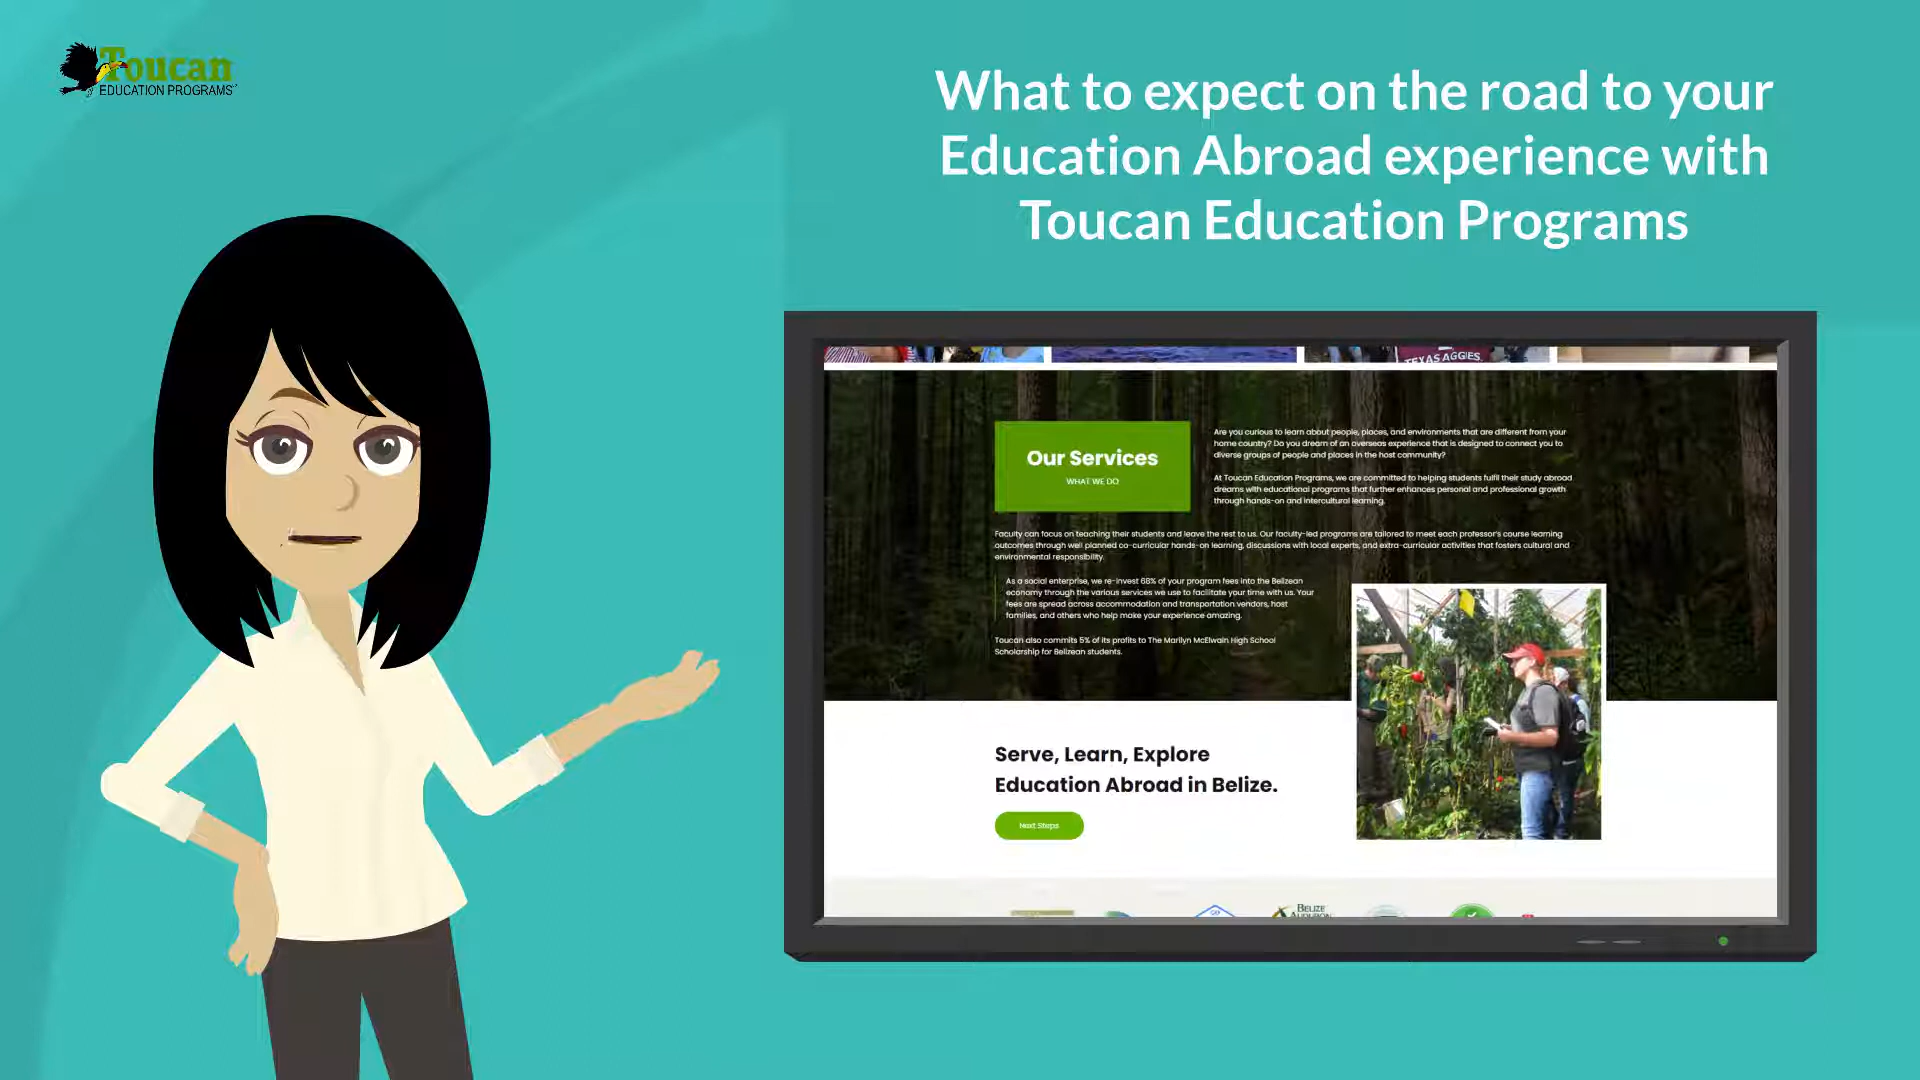 Toucan
EDUCATION PROGRAMS
What to expect on the road to your
Education Abroad experience with
Toucan Education Programs
TEXAS AGGIES
Our Services
WHAT WE DO
Are you curious to learn about people, places, and environments that are different from your
home country? Do you dream of an overseas experience that is designed to connect you to
diverse groups of people and places in the host community?
At Toucan Education Programs, we are committed to helping students fulfil their study abroad
dreams with educational programs that further enhances personal and professional growth
through hands-on and intercultural learning.
Faculty can focus on teaching their students and leave the rest to us. Our faculty-led programs are tailored to meet each professor's course learning
outcomes through well planned co-curricular hands-on learning, discussions with local experts, and extra-curricular activities that fosters cultural and
environmental responsibility.
As a social enterprise, we re-invest 68% of your program fees into the Belizean
economy through the various services we use to facilitate your time with us. Your
fees are spread across accommodation and transportation vendors, host
families, and others who help make your experience amazing.
Toucan also commits 5% of its profits to The Marilyn McElwain High School
Scholarship for Belizean students.
Serve, Learn, Explore
Education Abroad in Belize.
Next Steps
BELIZE
AUDUBON